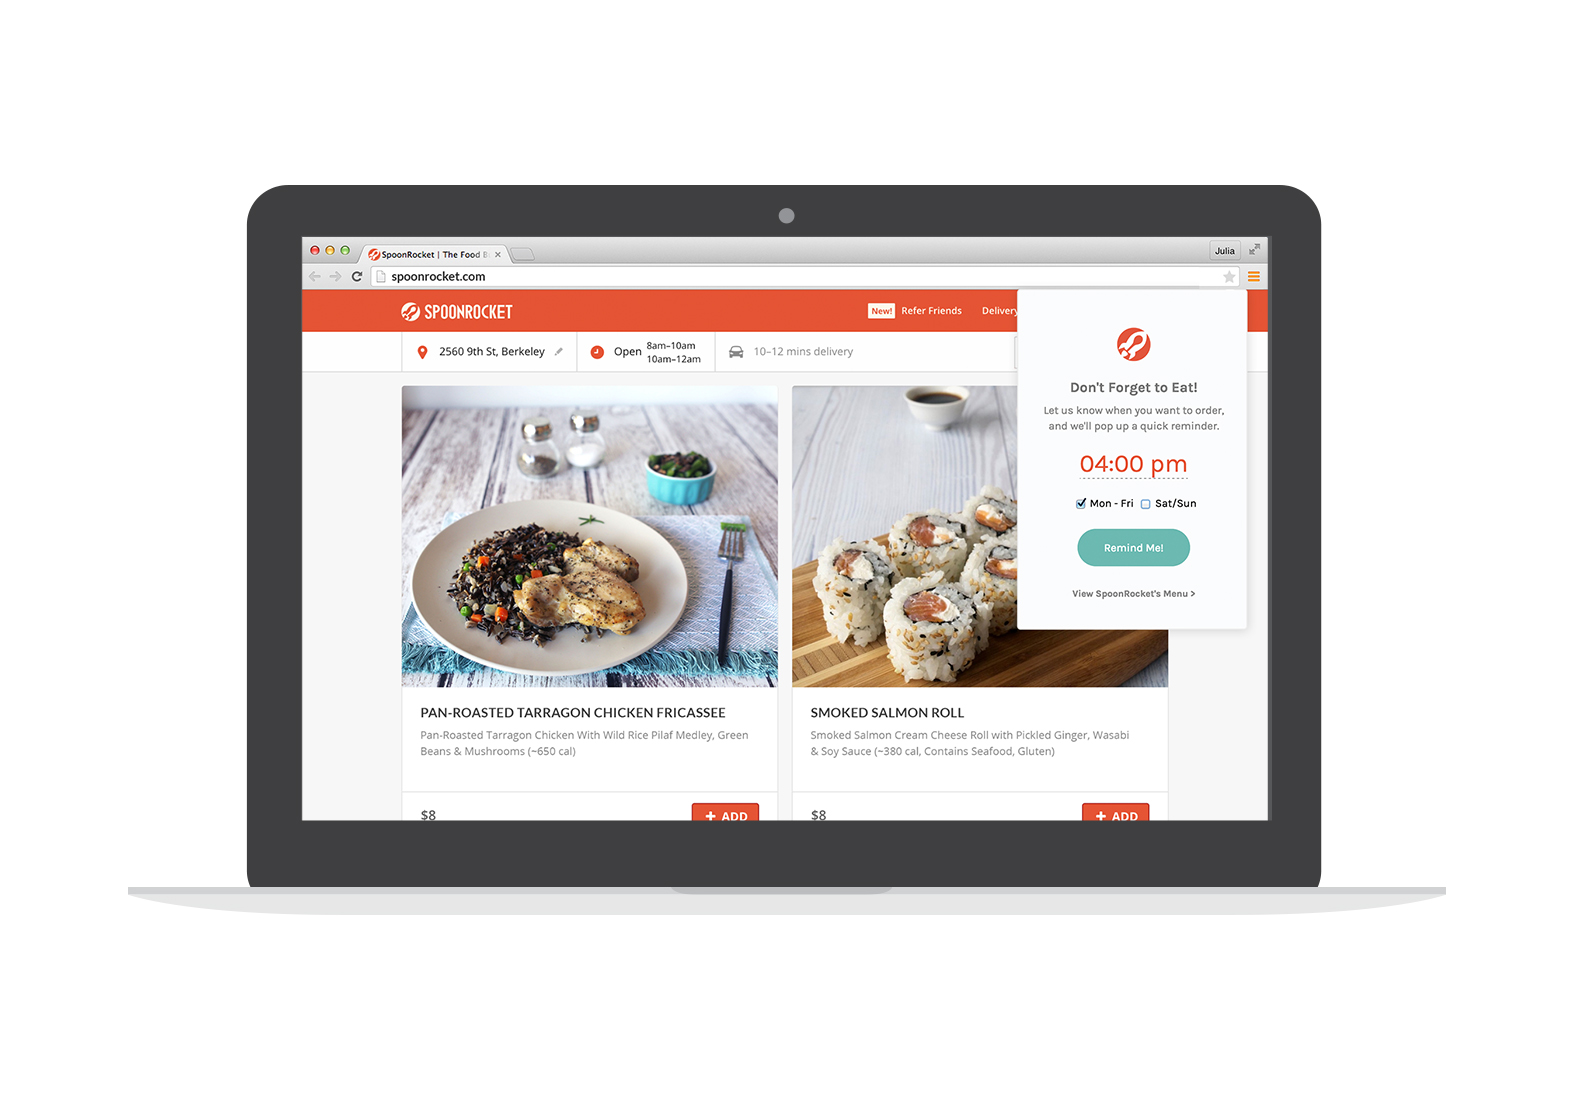 SpoonRocket | The Food B
Julia
spoonrocket.com
SPOONROCKET
New! Refer Friends Delivery
2560 9th St, Berkeley
Open 8am–10am
10am–12am
10–12 mins delivery
Don't Forget to Eat!
Let us know when you want to order,
and we'll pop up a quick reminder.
04:00 pm
Mon - Fri Sat/Sun
Remind Me!
View SpoonRocket's Menu >
PAN-ROASTED TARRAGON CHICKEN FRICASSEE
Pan-Roasted Tarragon Chicken With Wild Rice Pilaf Medley, Green
Beans & Mushrooms (~650 cal)
$8
+ ADD
SMOKED SALMON ROLL
Smoked Salmon Cream Cheese Roll with Pickled Ginger, Wasabi
& Soy Sauce (~380 cal, Contains Seafood, Gluten)
$8
+ ADD